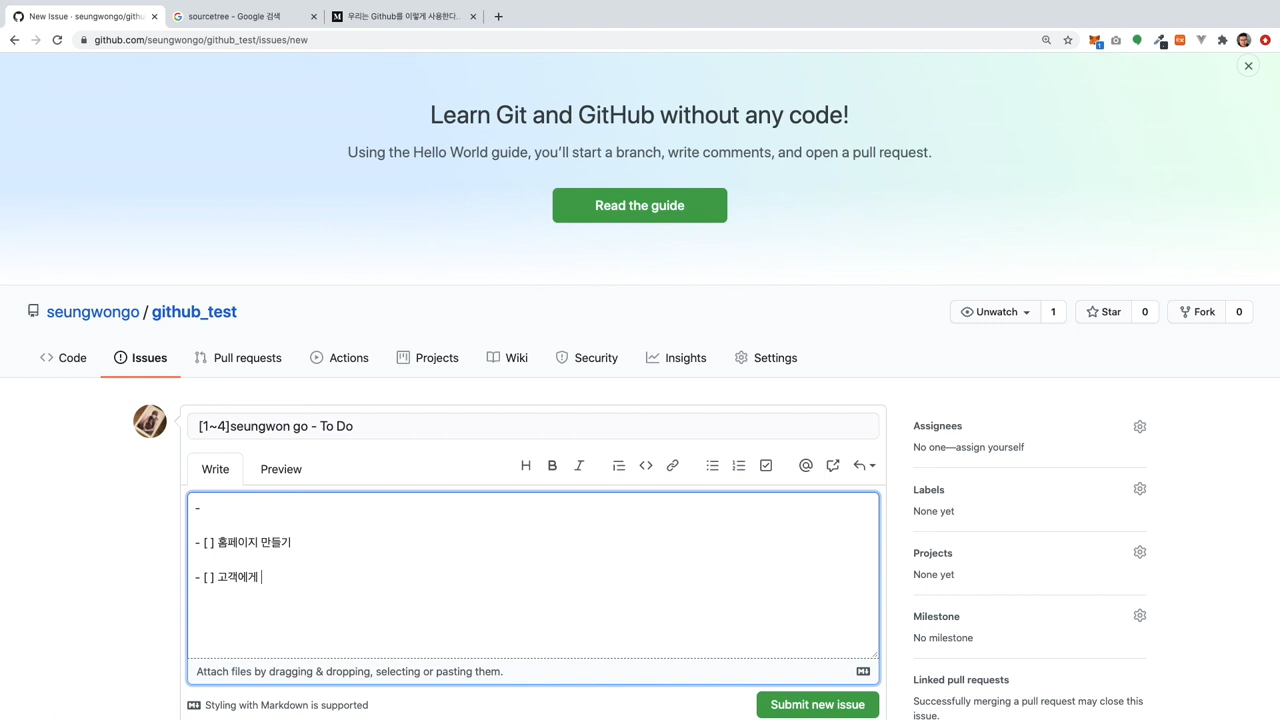 New Issue · seungwongo/githu
sourcetree - Google 검색
우리는 Github를 이렇게 사용한다..
github.com/seungwongo/github_test/issues/new
Learn Git and GitHub without any code!
Using the Hello World guide, you'll start a branch, write comments, and open a pull request.
Read the guide
seungwongo / github_test
Unwatch 1
Star 0
Fork 0
Code
Issues
Pull requests
Actions
Projects
Wiki
Security
Insights
Settings
[1~4]seungwon go - To Do
Write
Preview
-
- [ ] 홈페이지 만들기
- [ ] 고객에게
Attach files by dragging & dropping, selecting or pasting them.
Styling with Markdown is supported
Submit new issue
Assignees
No one—assign yourself
Labels
None yet
Projects
None yet
Milestone
No milestone
Linked pull requests
Successfully merging a pull request may close this
issue.